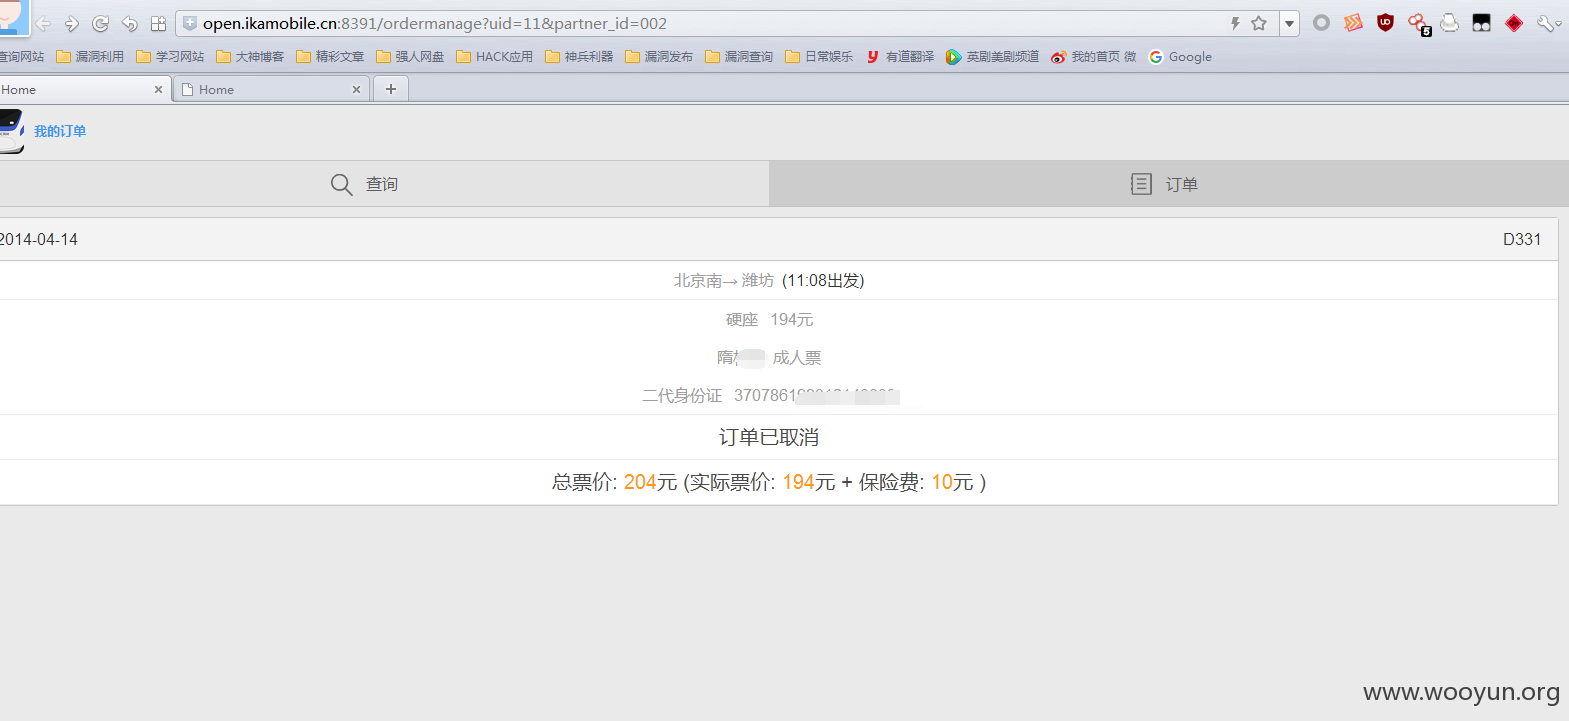 open.ikamobile.cn:8391/ordermanage?uid=11&partner_id=002
查询网站 漏洞利用 学习网站 大神博客 精彩文章 强人网盘 HACK应用 神兵利器 漏洞发布 漏洞查询 日常娱乐 有道翻译 英剧美剧频道 我的首页 微 Google
Home Home
我的订单
查询 订单
2014-04-14 D331
北京南→ 潍坊 (11:08出发)
硬座 194元
隋 成人票
二代身份证 3707861
订单已取消
总票价: 204元 (实际票价: 194元 + 保险费: 10元 )
www.wooyun.org